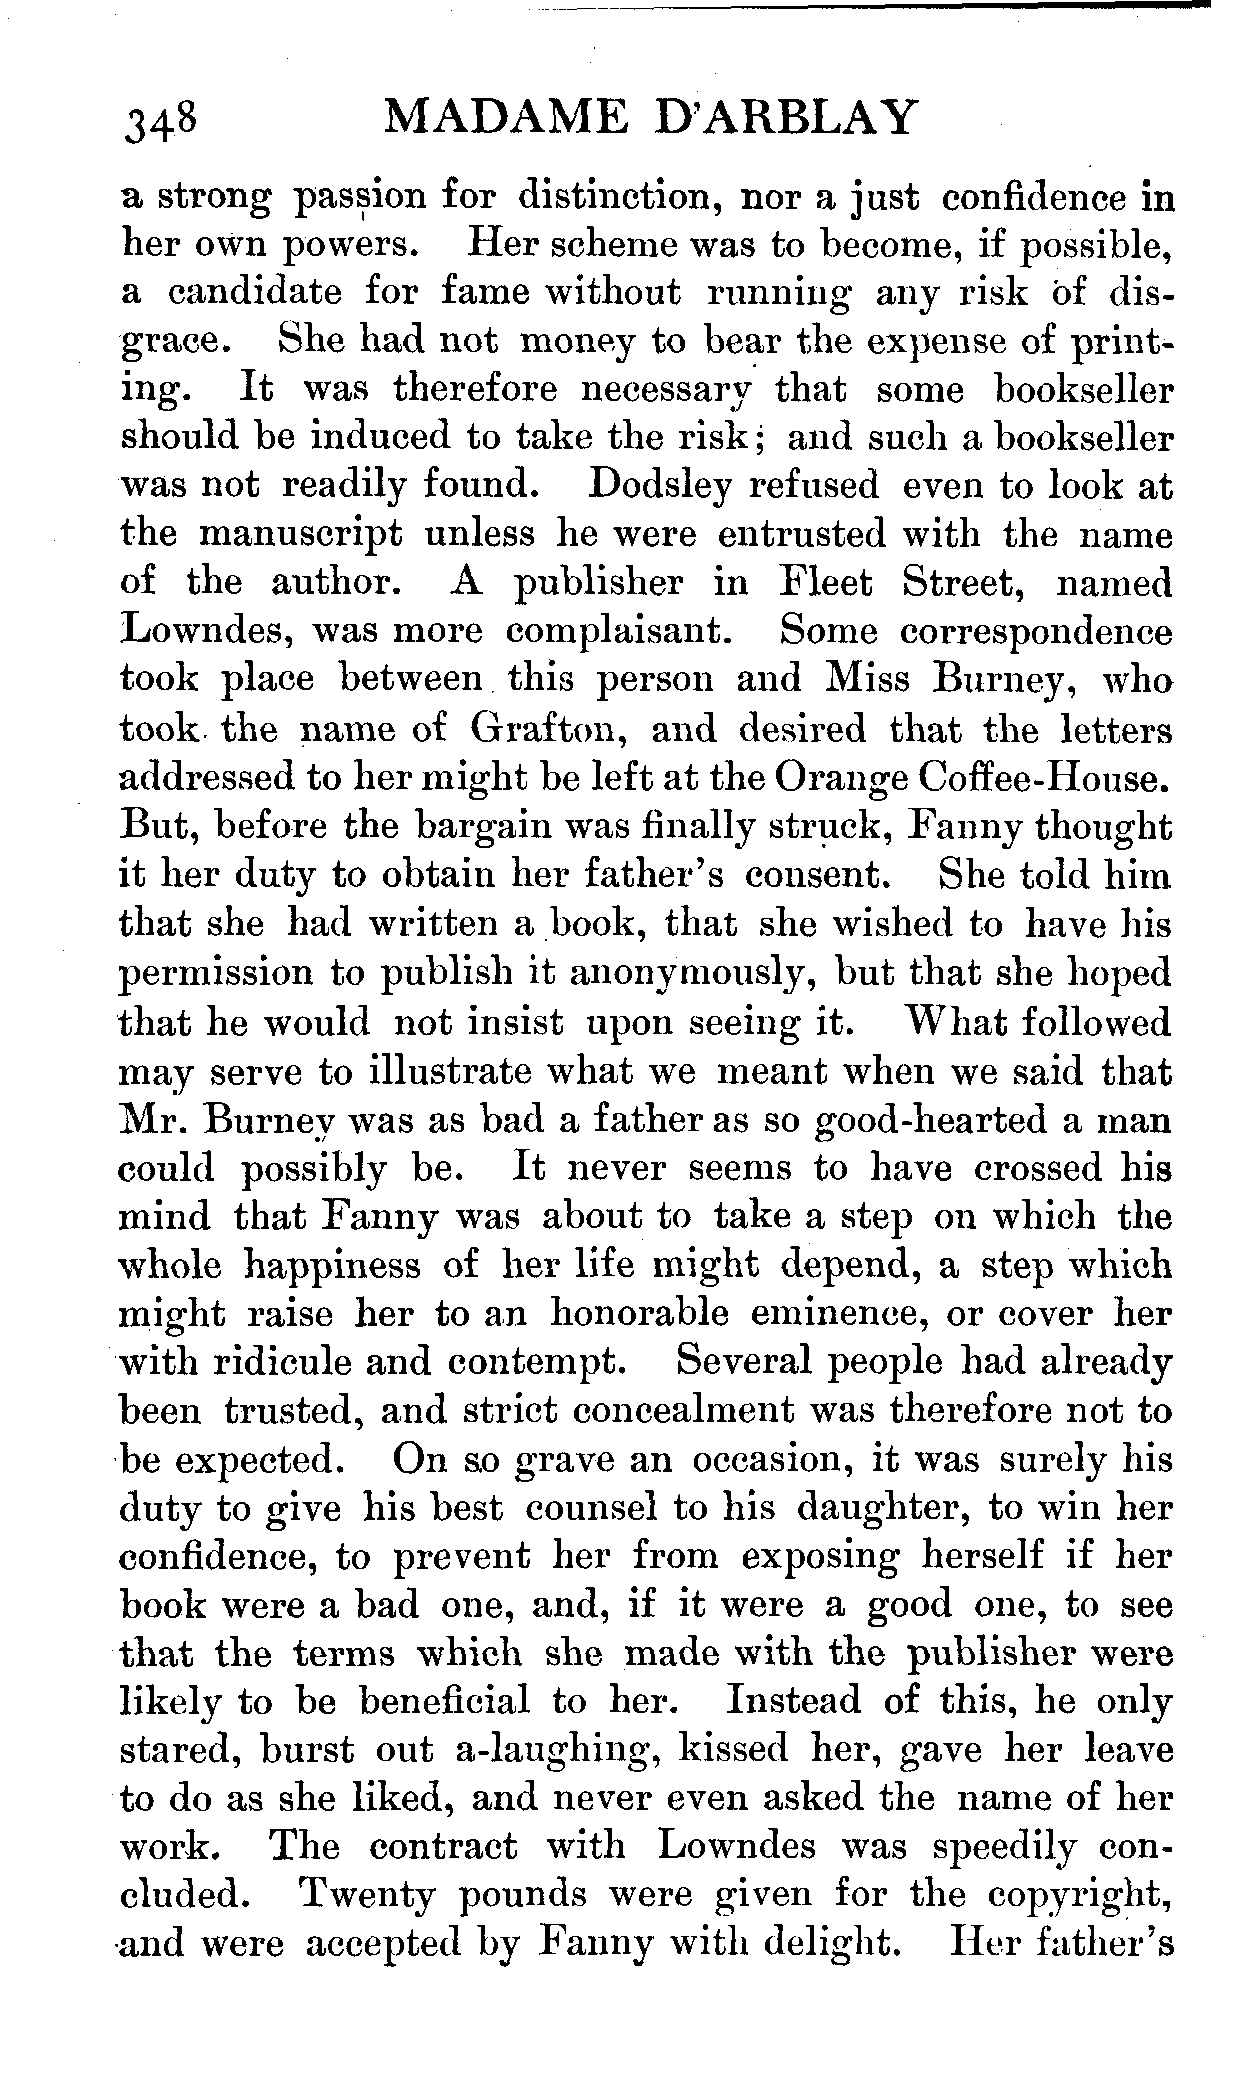 348 MADAME D'ARBLAY
a strong passion for distinction, nor a just confidence in
her own powers. Her scheme was to become, if possible,
a candidate for fame without running any risk of dis-
grace. She had not money to bear the expense of print-
ing. It was therefore necessary that some bookseller
should be induced to take the risk; and such a bookseller
was not readily found. Dodsley refused even to look at
the manuscript unless he were entrusted with the name
of the author. A publisher in Fleet Street, named
Lowndes, was more complaisant. Some correspondence
took place between this person and Miss Burney, who
took the name of Grafton, and desired that the letters
addressed to her might be left at the Orange Coffee-House.
But, before the bargain was finally struck, Fanny thought
it her duty to obtain her father's consent. She told him
that she had written a book, that she wished to have his
permission to publish it anonymously, but that she hoped
that he would not insist upon seeing it. What followed
may serve to illustrate what we meant when we said that
Mr. Burney was as bad a father as so good-hearted a man
could possibly be. It never seems to have crossed his
mind that Fanny was about to take a step on which the
whole happiness of her life might depend, a step which
might raise her to an honorable eminence, or cover her
with ridicule and contempt. Several people had already
been trusted, and strict concealment was therefore not to
be expected. On so grave an occasion, it was surely his
duty to give his best counsel to his daughter, to win her
confidence, to prevent her from exposing herself if her
book were a bad one, and, if it were a good one, to see
that the terms which she made with the publisher were
likely to be beneficial to her. Instead of this, he only
stared, burst out a-laughing, kissed her, gave her leave
to do as she liked, and never even asked the name of her
work. The contract with Lowndes was speedily con-
cluded. Twenty pounds were given for the copyright,
and were accepted by Fanny with delight. Her father's